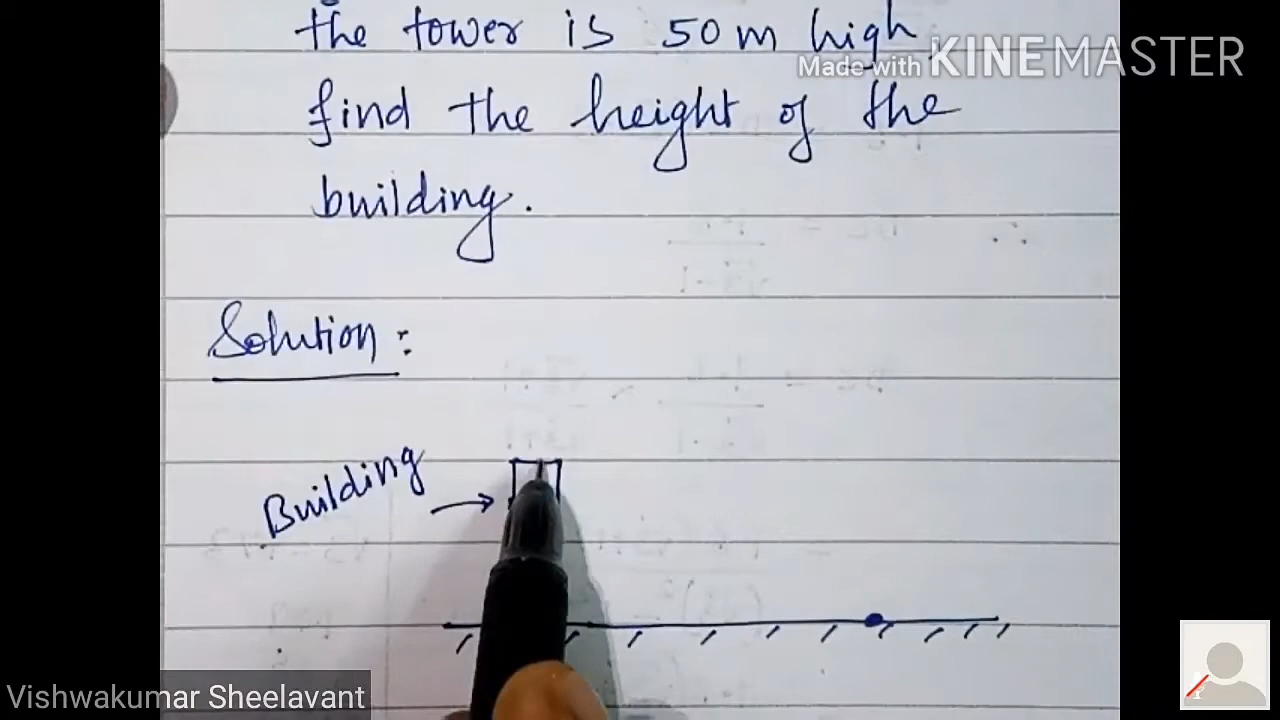 the tower is 50 m high,
Made with KINEMASTER
find the height of the
building.
Solution:
Building
Vishwakumar Sheelavant